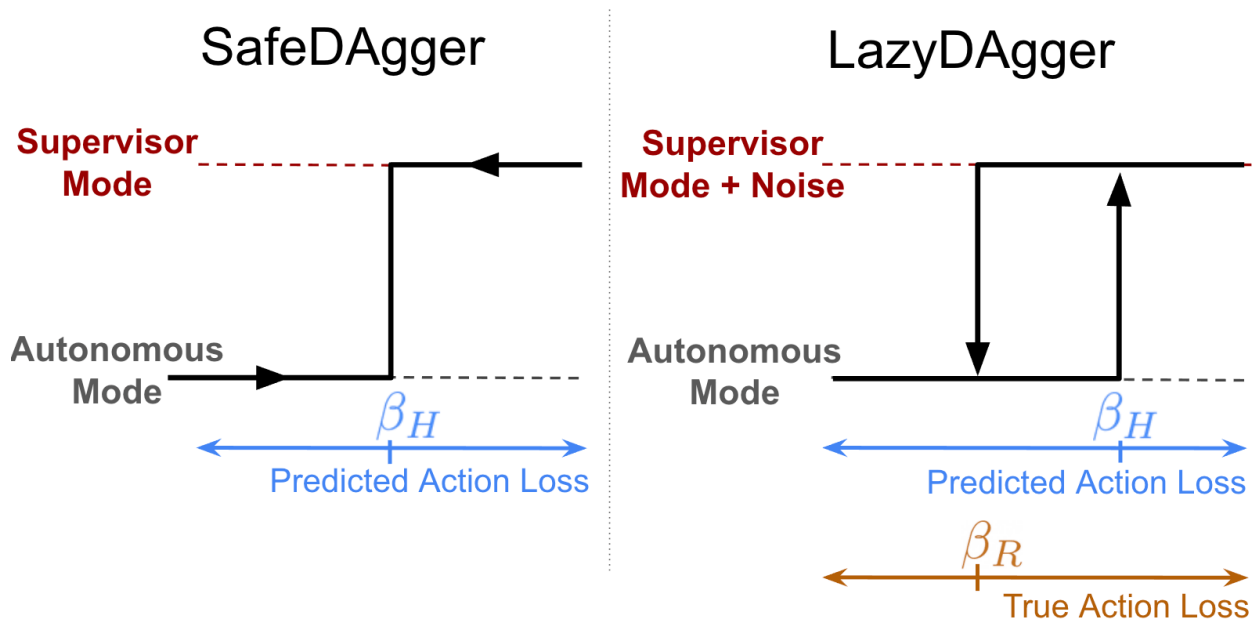 SafeDAgger
Supervisor
Mode
Autonomous
Mode
β_H
Predicted Action Loss
LazyDAgger
Supervisor
Mode + Noise
Autonomous
Mode
β_H
Predicted Action Loss
β_R
True Action Loss